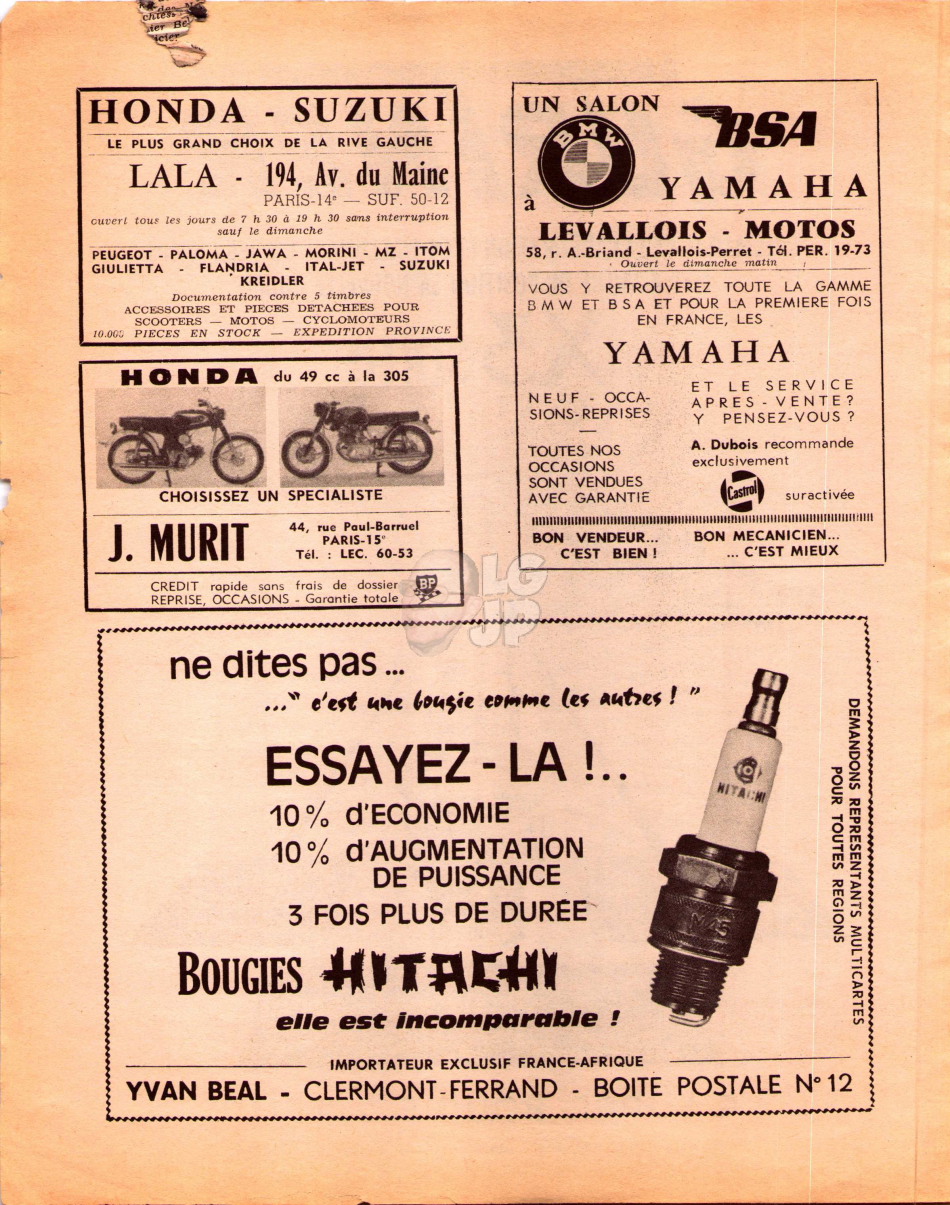 HONDA - SUZUKI
LE PLUS GRAND CHOIX DE LA RIVE GAUCHE
LALA - 194, Av. du Maine
PARIS-14e — SUF. 50-12
ouvert tous les jours de 7 h 30 à 19 h 30 sans interruption
sauf le dimanche
PEUGEOT - PALOMA - JAWA - MORINI - MZ - ITOM
GIULIETTA - FLANDRIA - ITAL-JET - SUZUKI
KREIDLER
Documentation contre 5 timbres
ACCESSOIRES ET PIECES DETACHEES POUR
SCOOTERS — MOTOS — CYCLOMOTEURS
10.000 PIECES EN STOCK — EXPEDITION PROVINCE
HONDA du 49 cc à la 305
CHOISISSEZ UN SPECIALISTE
J. MURIT
44, rue Paul-Barruel
PARIS-15e
Tél. : LEC. 60-53
CREDIT rapide sans frais de dossier
REPRISE, OCCASIONS - Garantie totale
BP
UN SALON
BMW
BSA
à
YAMAHA
LEVALLOIS - MOTOS
58, r. A.-Briand - Levallois-Perret - Tél. PER. 19-73
Ouvert le dimanche matin
VOUS Y RETROUVEREZ TOUTE LA GAMME
BMW ET BSA ET POUR LA PREMIERE FOIS
EN FRANCE, LES
YAMAHA
NEUF - OCCA-
SIONS-REPRISES
—
TOUTES NOS
OCCASIONS
SONT VENDUES
AVEC GARANTIE
ET LE SERVICE
APRES - VENTE ?
Y PENSEZ-VOUS ?
A. Dubois recommande
exclusivement
Castrol suractivée
BON VENDEUR...
C'EST BIEN !
BON MECANICIEN...
... C'EST MIEUX
LG
JP
ne dites pas ...
..." c'est une bougie comme les autres ! "
ESSAYEZ - LA !..
10 % d'ECONOMIE
10 % d'AUGMENTATION
DE PUISSANCE
3 FOIS PLUS DE DURÉE
BOUGIES HITACHI
elle est incomparable !
HITACHI
M45
DEMANDONS REPRESENTANTS MULTICARTES
POUR TOUTES REGIONS
IMPORTATEUR EXCLUSIF FRANCE-AFRIQUE
YVAN BEAL - CLERMONT-FERRAND - BOITE POSTALE N° 12